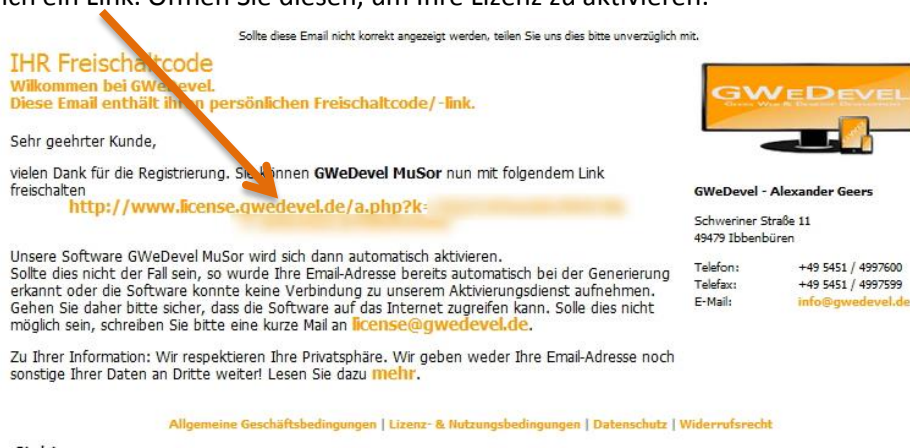 ein Link. Öffnen Sie diesen, um Ihre Lizenz zu aktivieren.
Sollte diese Email nicht korrekt angezeigt werden, teilen Sie uns dies bitte unverzüglich mit.
IHR Freischaltcode
Wilkommen bei GWeDevel.
Diese Email enthält ihren persönlichen Freischaltcode/-link.
Sehr geehrter Kunde,
vielen Dank für die Registrierung. Sie können GWeDevel MuSor nun mit folgendem Link
freischalten
http://www.license.gwedevel.de/a.php?k=
Unsere Software GWeDevel MuSor wird sich dann automatisch aktivieren.
Sollte dies nicht der Fall sein, so wurde Ihre Email-Adresse bereits automatisch bei der Generierung
erkannt oder die Software konnte keine Verbindung zu unserem Aktivierungsdienst aufnehmen.
Gehen Sie daher bitte sicher, dass die Software auf das Internet zugreifen kann. Solle dies nicht
möglich sein, schreiben Sie bitte eine kurze Mail an license@gwedevel.de.
Zu Ihrer Information: Wir respektieren Ihre Privatsphäre. Wir geben weder Ihre Email-Adresse noch
sonstige Ihrer Daten an Dritte weiter! Lesen Sie dazu mehr.
GWEDEVEL
GWeDevel - Alexander Geers
Schweriner Straße 11
49479 Ibbenbüren
Telefon: +49 5451 / 4997600
Telefax: +49 5451 / 4997599
E-Mail: info@gwedevel.de
Allgemeine Geschäftsbedingungen | Lizenz- & Nutzungsbedingungen | Datenschutz | Widerrufsrecht